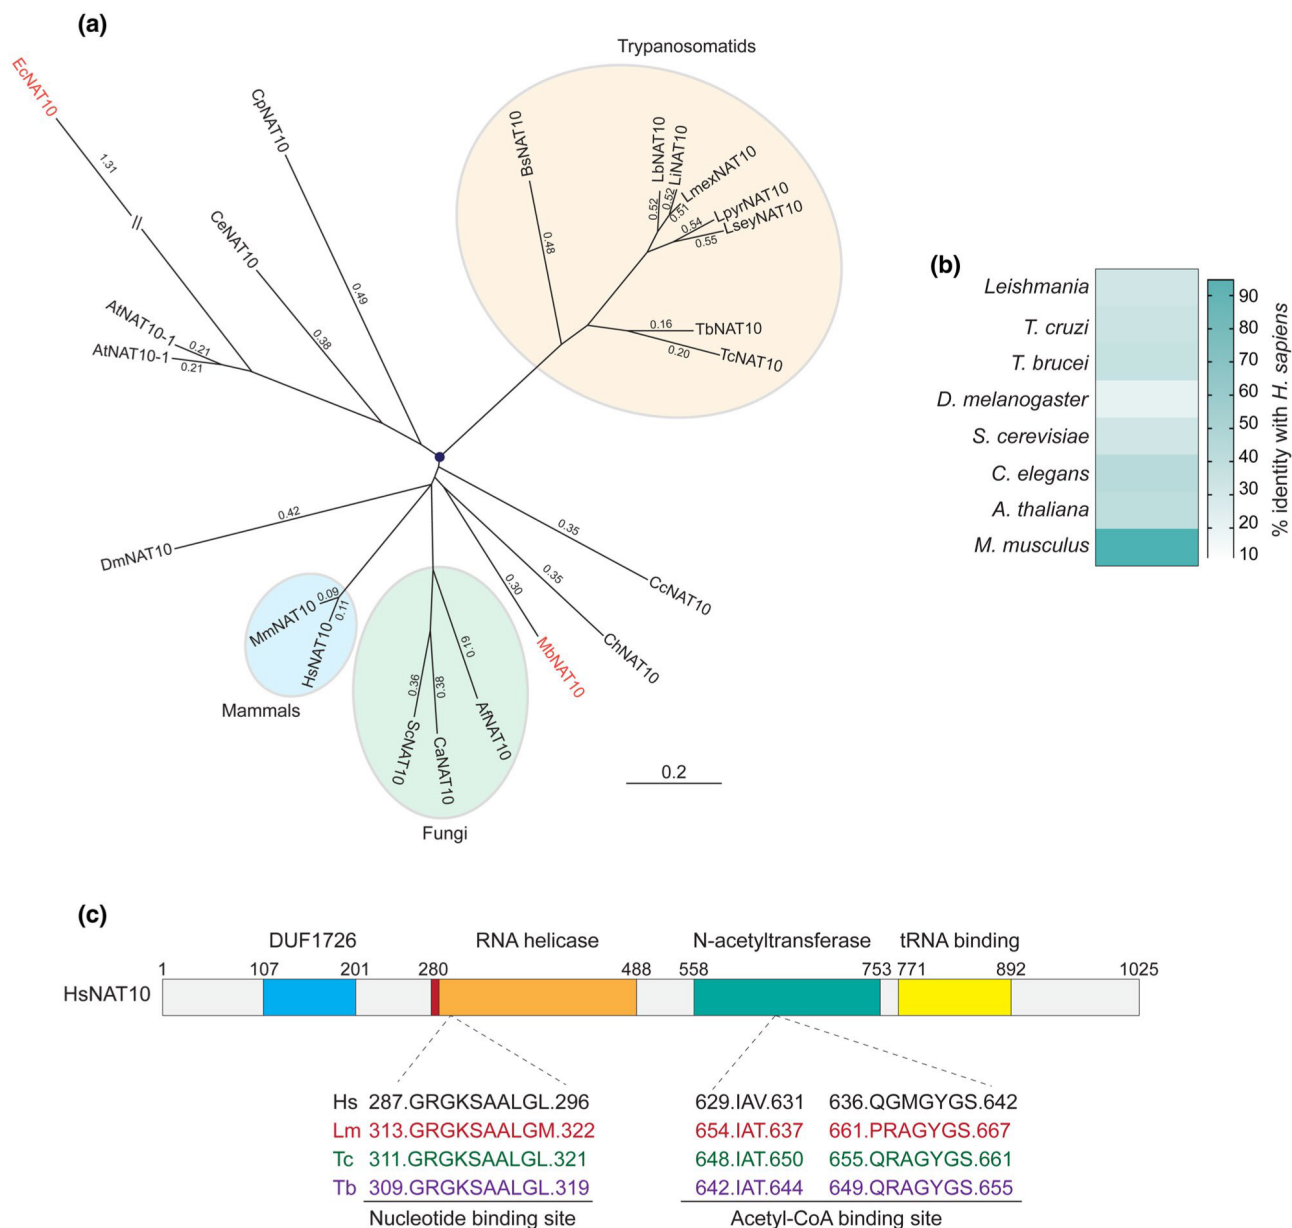 (a)
Trypanosomatids
EcNAT10
1.31
//
CpNAT10
0.49
CeNAT10
0.38
AtNAT10-1
0.21
AtNAT10-1
0.21
BsNAT10
0.48
LbNAT10
0.52
LiNAT10
0.52
LmexNAT10
0.51
LpyrNAT10
0.54
LseyNAT10
0.55
TbNAT10
0.16
TcNAT10
0.20
DmNAT10
0.42
MmNAT10
0.09
HsNAT10
0.11
Mammals
ScNAT10
0.36
CaNAT10
0.38
AfNAT10
0.19
Fungi
MbNAT10
0.30
ChNAT10
0.35
CcNAT10
0.35
0.2
(b)
Leishmania
T. cruzi
T. brucei
D. melanogaster
S. cerevisiae
C. elegans
A. thaliana
M. musculus
90
80
70
60
50
40
30
20
10
% identity with H. sapiens
(c)
DUF1726 RNA helicase N-acetyltransferase tRNA binding
1 107 201 280 488 558 753 771 892 1025
HsNAT10
Hs 287.GRGKSAALGL.296 629.IAV.631 636.QGMGYGS.642
Lm 313.GRGKSAALGM.322 654.IAT.637 661.PRAGYGS.667
Tc 311.GRGKSAALGL.321 648.IAT.650 655.QRAGYGS.661
Tb 309.GRGKSAALGL.319 642.IAT.644 649.QRAGYGS.655
Nucleotide binding site Acetyl-CoA binding site